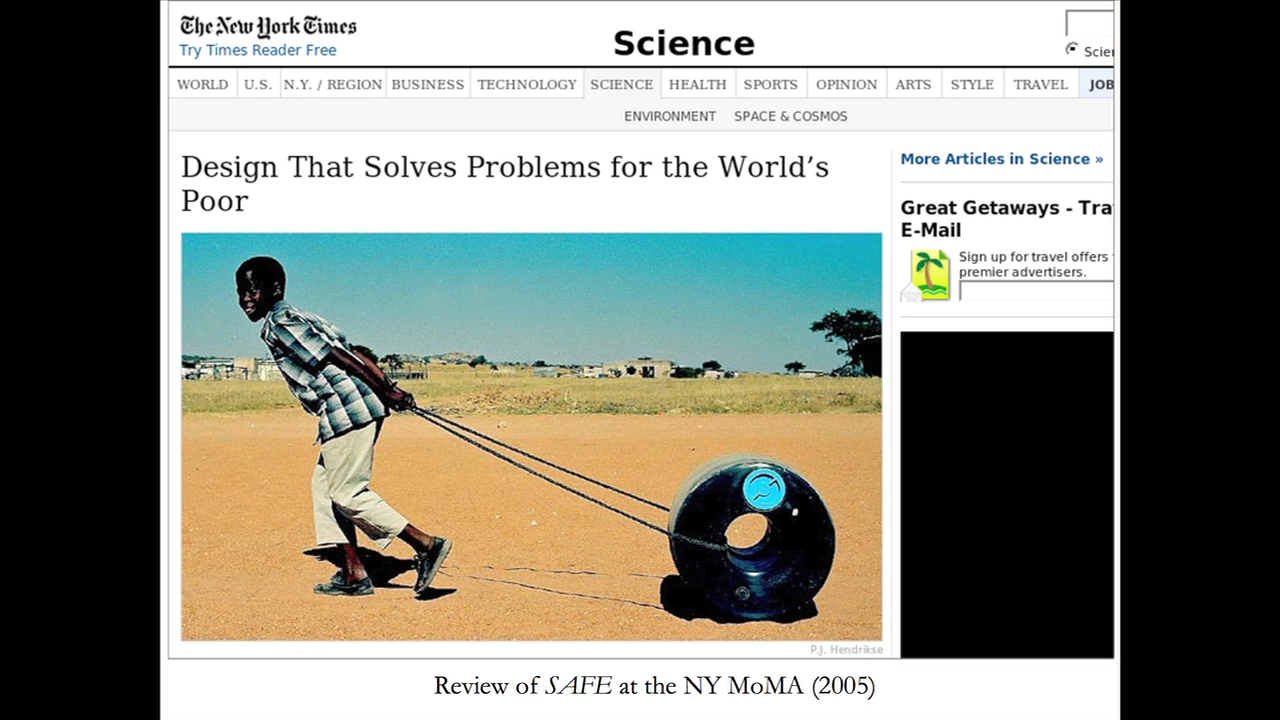 The New York Times
Try Times Reader Free
Science
Scien
WORLD U.S. N.Y. / REGION BUSINESS TECHNOLOGY SCIENCE HEALTH SPORTS OPINION ARTS STYLE TRAVEL JOB
ENVIRONMENT SPACE & COSMOS
Design That Solves Problems for the World’s
Poor
P.J. Hendrikse
More Articles in Science »
Great Getaways - Tra
E-Mail
Sign up for travel offers
premier advertisers.
Review of SAFE at the NY MoMA (2005)